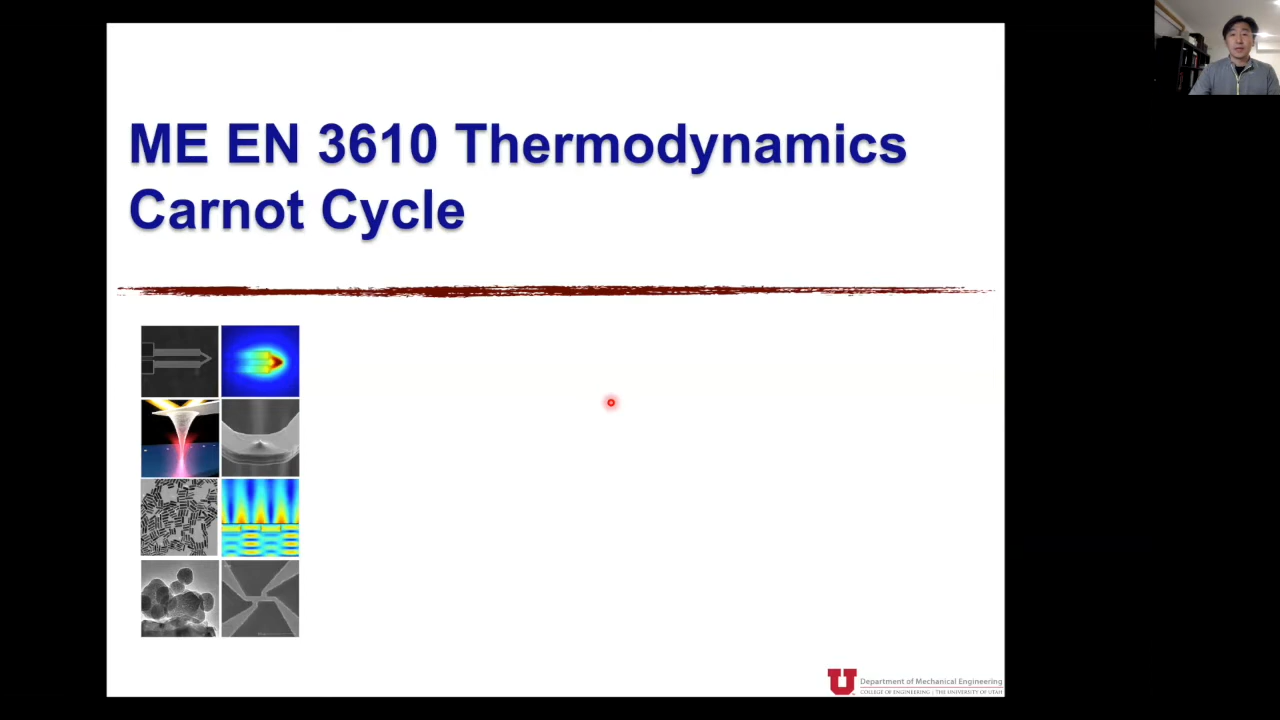 ME EN 3610 Thermodynamics
Carnot Cycle
U
Department of Mechanical Engineering
COLLEGE OF ENGINEERING | THE UNIVERSITY OF UTAH